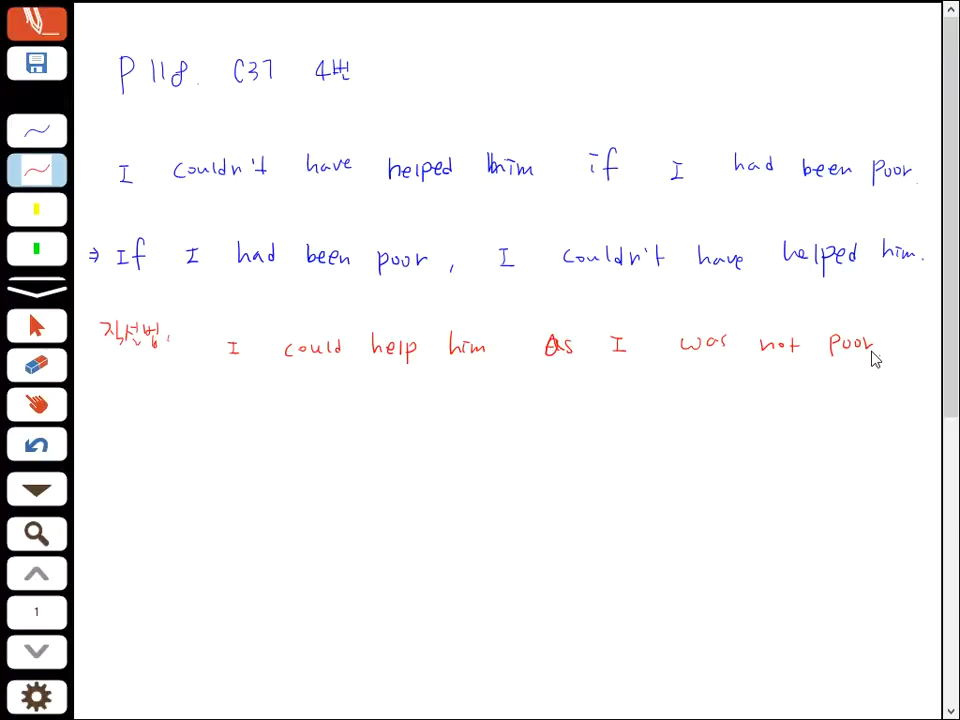 P 118. C37 4번
I couldn't have helped him if I had been poor.
⇒ If I had been poor, I couldn't have helped him.
직설법. I could help him As I was not poor
1